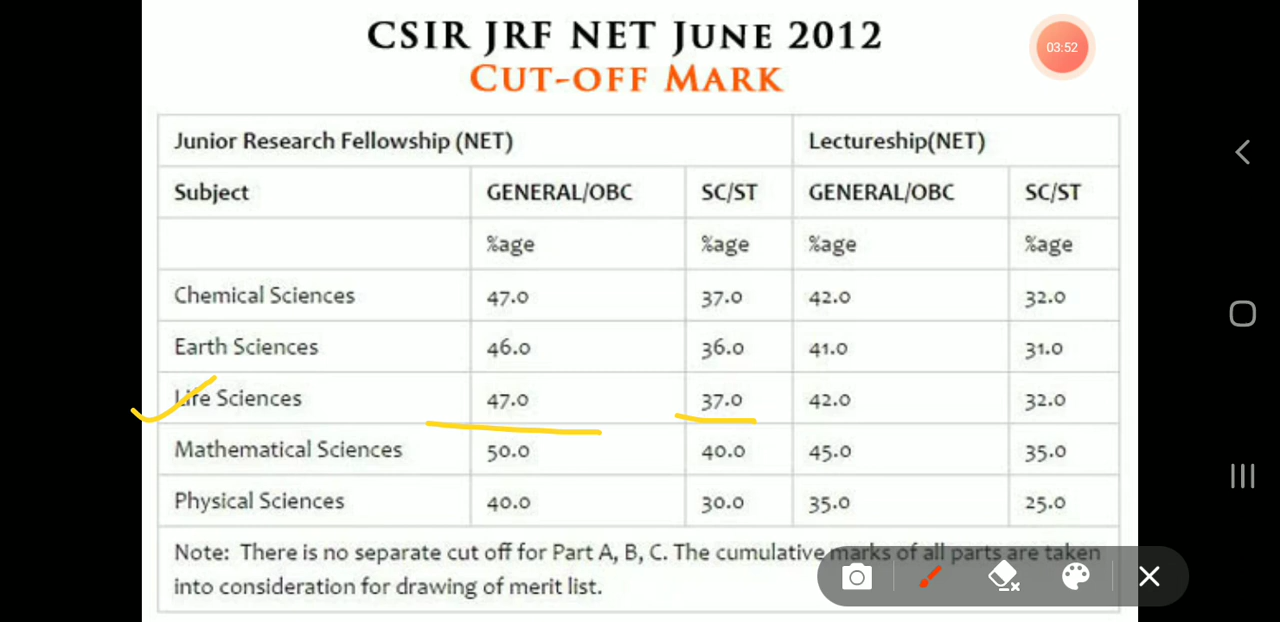 CSIR JRF NET JUNE 2012
CUT-OFF MARK
03:52
Junior Research Fellowship (NET) Lectureship(NET)
Subject GENERAL/OBC SC/ST GENERAL/OBC SC/ST
%age %age %age %age
Chemical Sciences 47.0 37.0 42.0 32.0
Earth Sciences 46.0 36.0 41.0 31.0
Life Sciences 47.0 37.0 42.0 32.0
Mathematical Sciences 50.0 40.0 45.0 35.0
Physical Sciences 40.0 30.0 35.0 25.0
Note: There is no separate cut off for Part A, B, C. The cumulative marks of all parts are taken
into consideration for drawing of merit list.